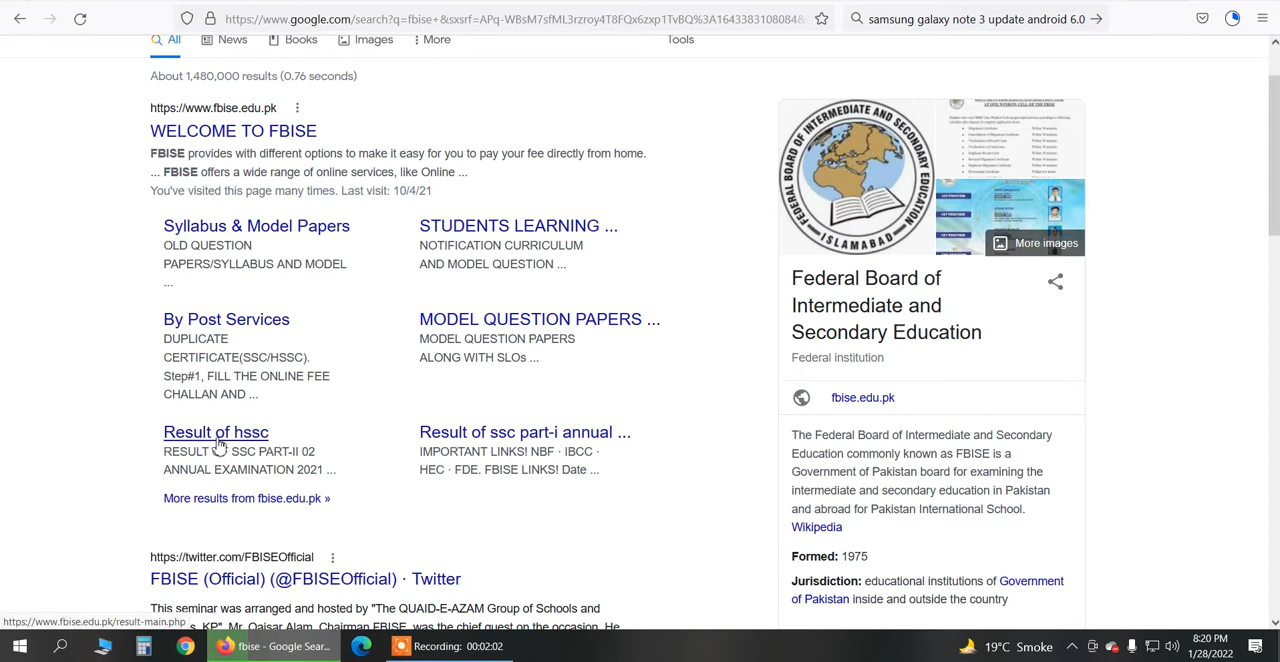 https://www.google.com/search?q=fbise+&sxsrf=APq-WBsM7sfML3rzroy4T8FQx6zxp1TvBQ%3A1643383108084&
samsung galaxy note 3 update android 6.0
All
News
Books
Images
More
Tools
About 1,480,000 results (0.76 seconds)
https://www.fbise.edu.pk
WELCOME TO FBISE
FBISE provides with several options to make it easy for you to pay your fee directly from home.
... FBISE offers a wide range of online services, like Online ...
You've visited this page many times. Last visit: 10/4/21
Syllabus & Model Papers
OLD QUESTION
PAPERS/SYLLABUS AND MODEL
...
STUDENTS LEARNING ...
NOTIFICATION CURRICULUM
AND MODEL QUESTION ...
By Post Services
DUPLICATE
CERTIFICATE(SSC/HSSC).
Step#1, FILL THE ONLINE FEE
CHALLAN AND ...
MODEL QUESTION PAPERS ...
MODEL QUESTION PAPERS
ALONG WITH SLOs ...
Result of hssc
RESULT SSC PART-II 02
ANNUAL EXAMINATION 2021 ...
Result of ssc part-i annual ...
IMPORTANT LINKS! NBF · IBCC ·
HEC · FDE. FBISE LINKS! Date ...
More results from fbise.edu.pk »
https://twitter.com/FBISEOfficial
FBISE (Official) (@FBISEOfficial) · Twitter
This seminar was arranged and hosted by "The QUAID-E-AZAM Group of Schools and
KP". Mr. Qaisar Alam, Chairman FBISE, was the chief guest on the occasion. He
https://www.fbise.edu.pk/result-main.php
FEDERAL BOARD OF INTERMEDIATE AND SECONDARY EDUCATION
ISLAMABAD
More images
Federal Board of
Intermediate and
Secondary Education
Federal institution
fbise.edu.pk
The Federal Board of Intermediate and Secondary
Education commonly known as FBISE is a
Government of Pakistan board for examining the
intermediate and secondary education in Pakistan
and abroad for Pakistan International School.
Wikipedia
Formed: 1975
Jurisdiction: educational institutions of Government
of Pakistan inside and outside the country
fbise - Google Sear...
Recording: 00:02:02
19°C Smoke
8:20 PM
1/28/2022